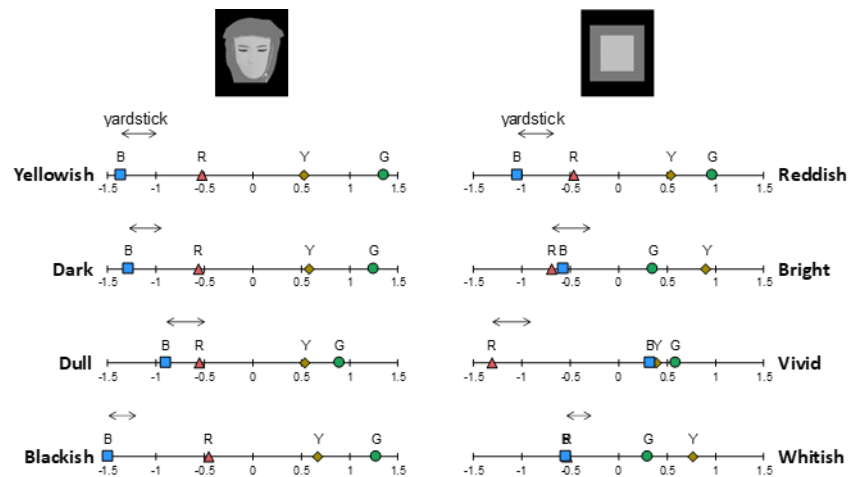 yardstick yardstick
B R Y G B R Y G
Yellowish -1.5 -1 -0.5 0 0.5 1 1.5 -1.5 -1 -0.5 0 0.5 1 1.5 Reddish
B R Y G R B G Y
Dark -1.5 -1 -0.5 0 0.5 1 1.5 -1.5 -1 -0.5 0 0.5 1 1.5 Bright
B R Y G R B Y G
Dull -1.5 -1 -0.5 0 0.5 1 1.5 -1.5 -1 -0.5 0 0.5 1 1.5 Vivid
B R Y G G Y
Blackish -1.5 -1 -0.5 0 0.5 1 1.5 -1.5 -1 -0.5 0 0.5 1 1.5 Whitish